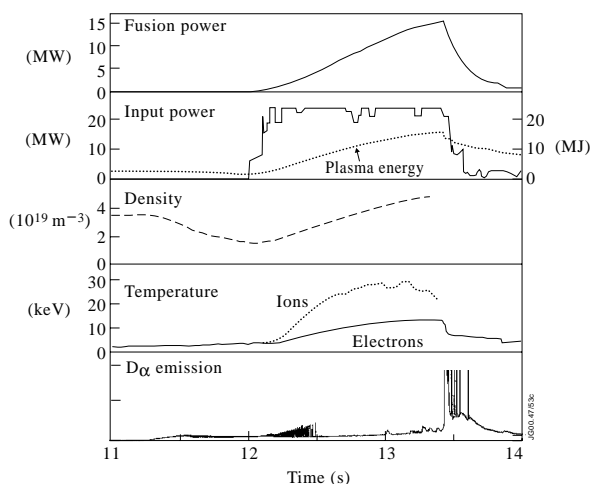 Fusion power
15
(MW)
10
5
0
Input power
20
(MW)
10
0
20
10
(MJ)
0
Plasma energy
Density
4
(10¹⁹ m⁻³)
2
0
Temperature
30
(keV)
20
10
0
Ions
Electrons
Dα emission
JG00.47/53c
11
12
13
14
Time (s)